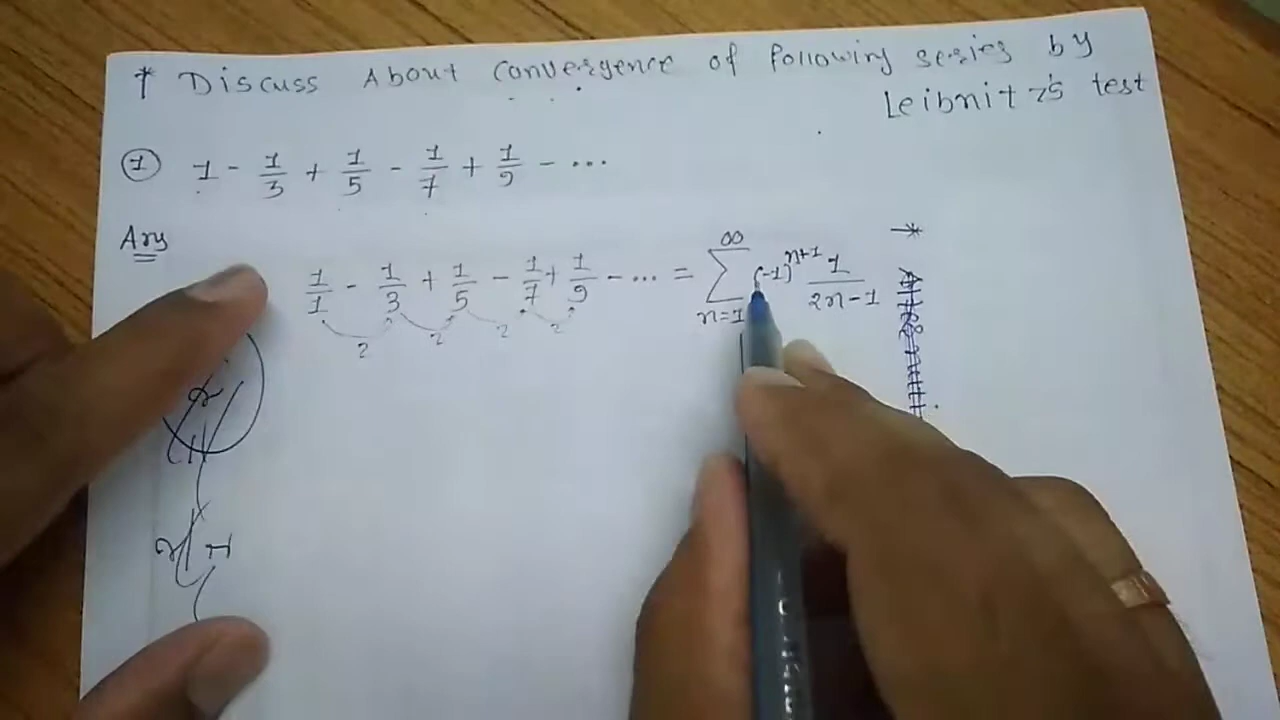 * Discuss About convergence of following series by
Leibnitz's test
① 1 - 1/3 + 1/5 - 1/7 + 1/9 - ...
Ans
1/1 - 1/3 + 1/5 - 1/7 + 1/9 - ... = ∑_{n=1}^{∞} (-1)^{n+1} 1/(2n-1)
2 2 2 2
*